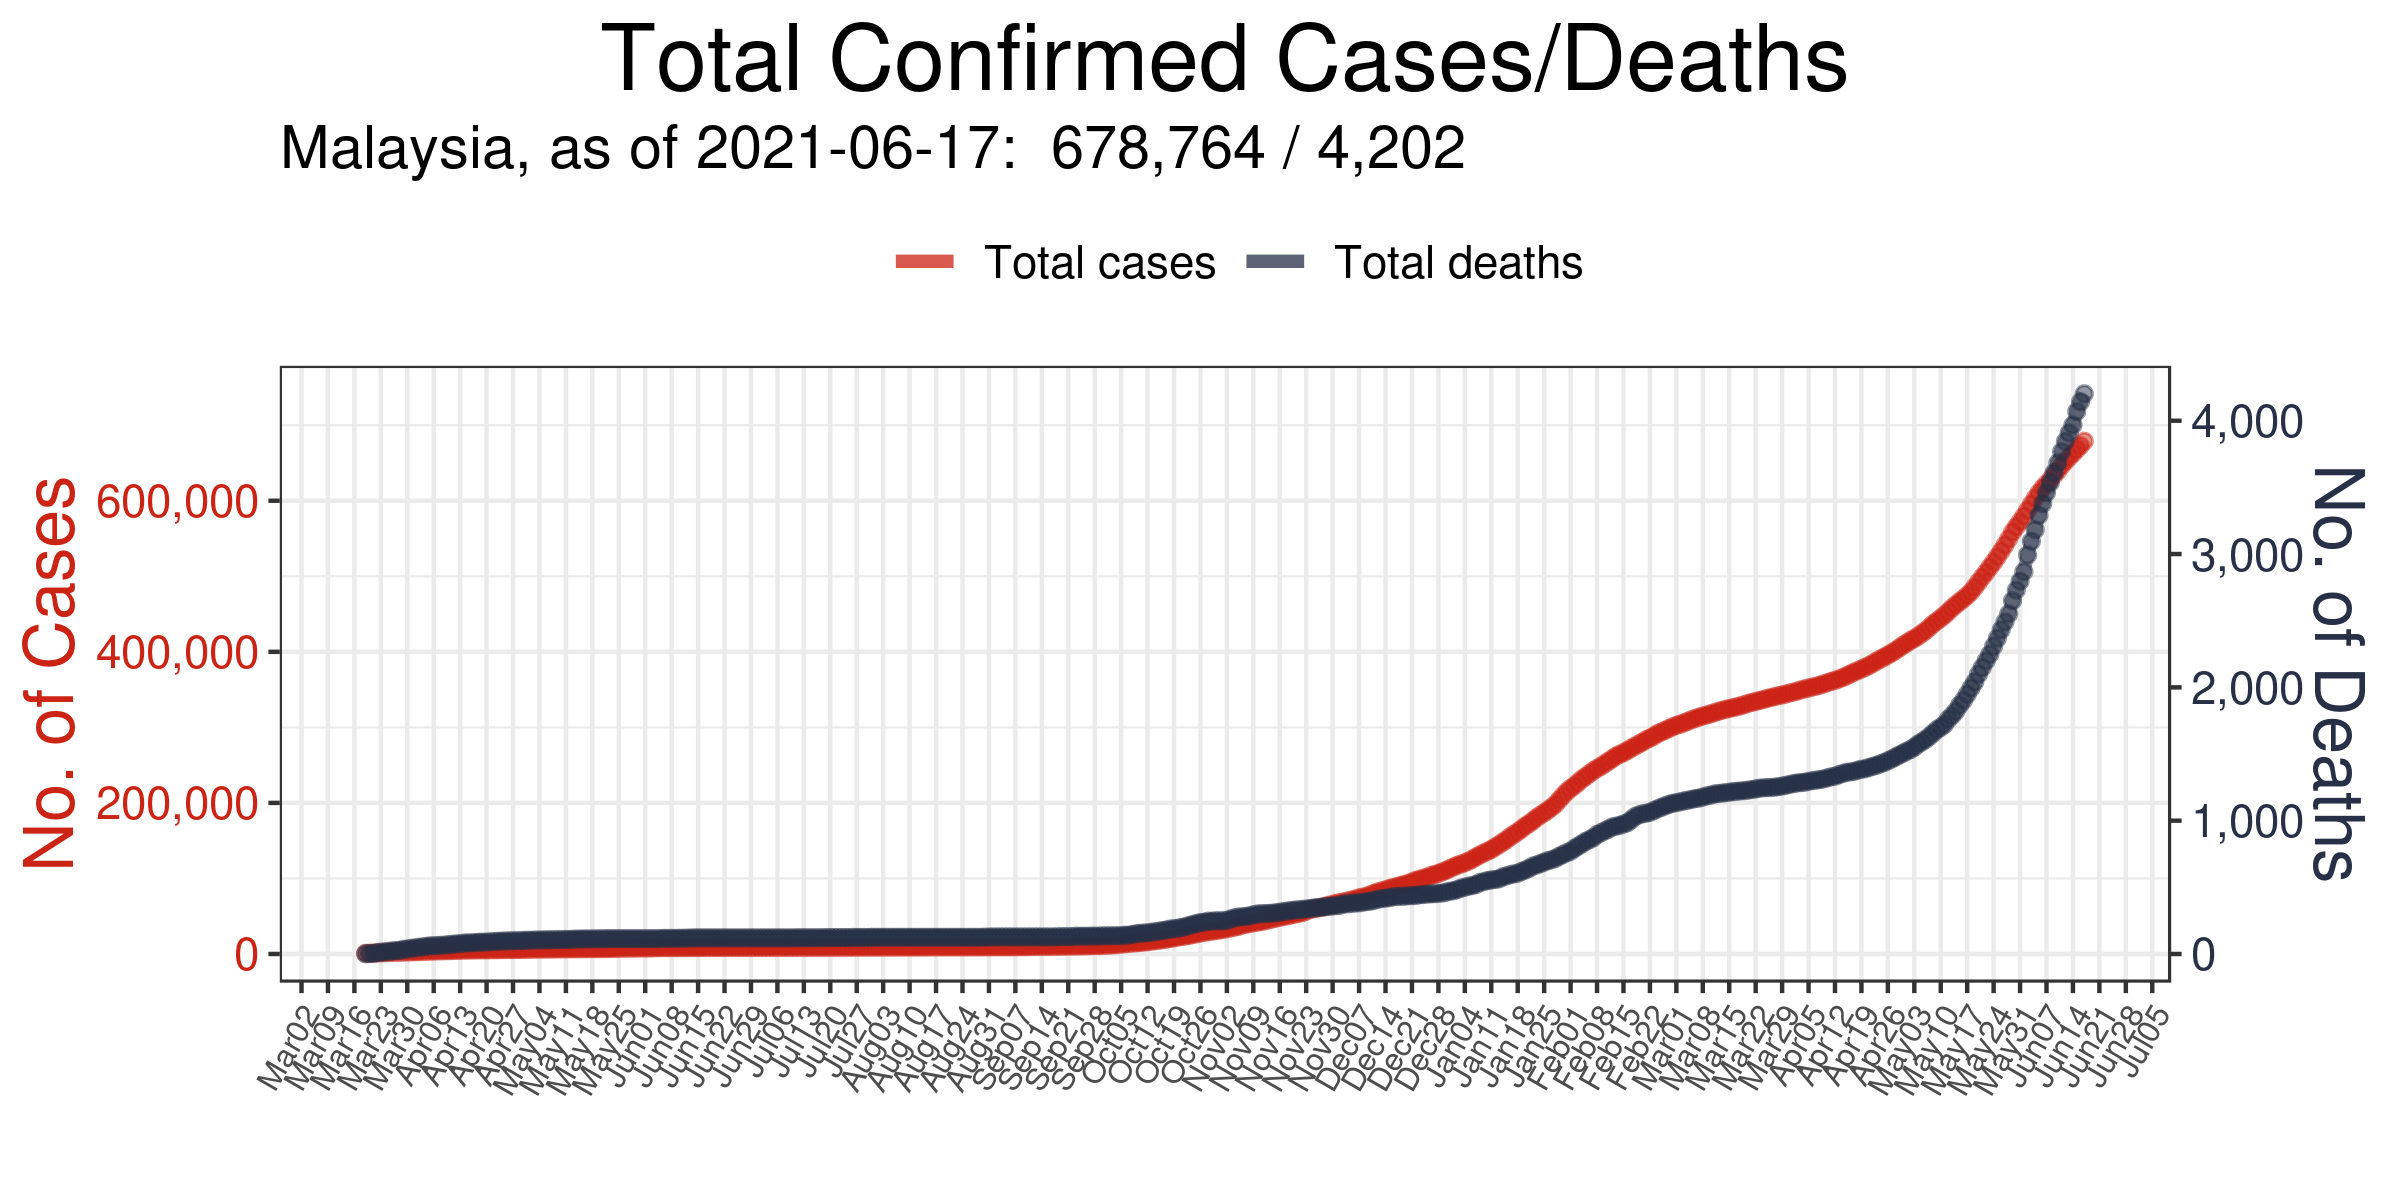 Total Confirmed Cases/Deaths
Malaysia, as of 2021-06-17:  678,764 / 4,202
Total cases
Total deaths
No. of Cases
600,000
400,000
200,000
0
4,000
3,000
2,000
1,000
0
No. of Deaths
Mar02
Mar09
Mar16
Mar23
Mar30
Apr06
Apr13
Apr20
Apr27
May04
May11
May18
May25
Jun01
Jun08
Jun15
Jun22
Jun29
Jul06
Jul13
Jul20
Jul27
Aug03
Aug10
Aug17
Aug24
Aug31
Sep07
Sep14
Sep21
Sep28
Oct05
Oct12
Oct19
Oct26
Nov02
Nov09
Nov16
Nov23
Nov30
Dec07
Dec14
Dec21
Dec28
Dec04
Jan11
Jan18
Jan25
Feb01
Feb08
Feb15
Feb22
Mar01
Mar08
Mar15
Mar22
Mar29
Apr05
Apr12
Apr19
Apr26
May03
May10
May17
May24
May31
Jun07
Jun14
Jun21
Jun28
Jul05